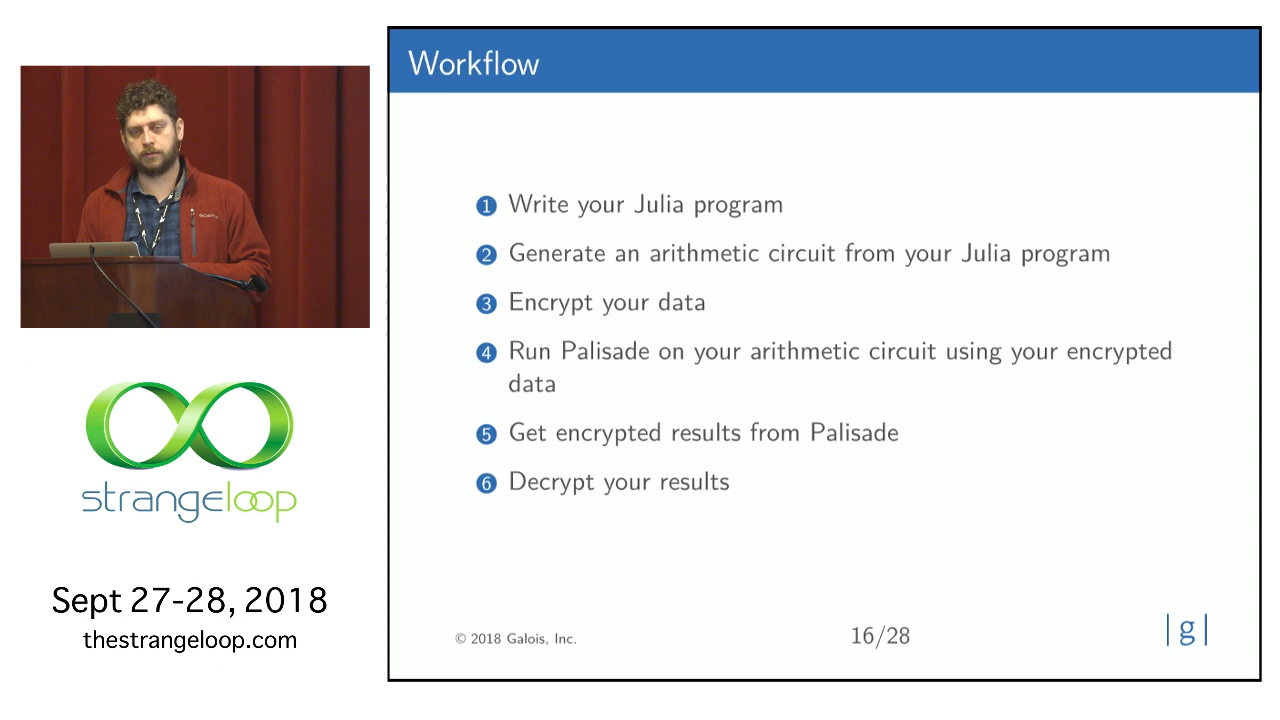 Workflow
1 Write your Julia program
2 Generate an arithmetic circuit from your Julia program
3 Encrypt your data
4 Run Palisade on your arithmetic circuit using your encrypted
data
5 Get encrypted results from Palisade
6 Decrypt your results
© 2018 Galois, Inc.
16/28
|g|
strangeloop
Sept 27-28, 2018
thestrangeloop.com